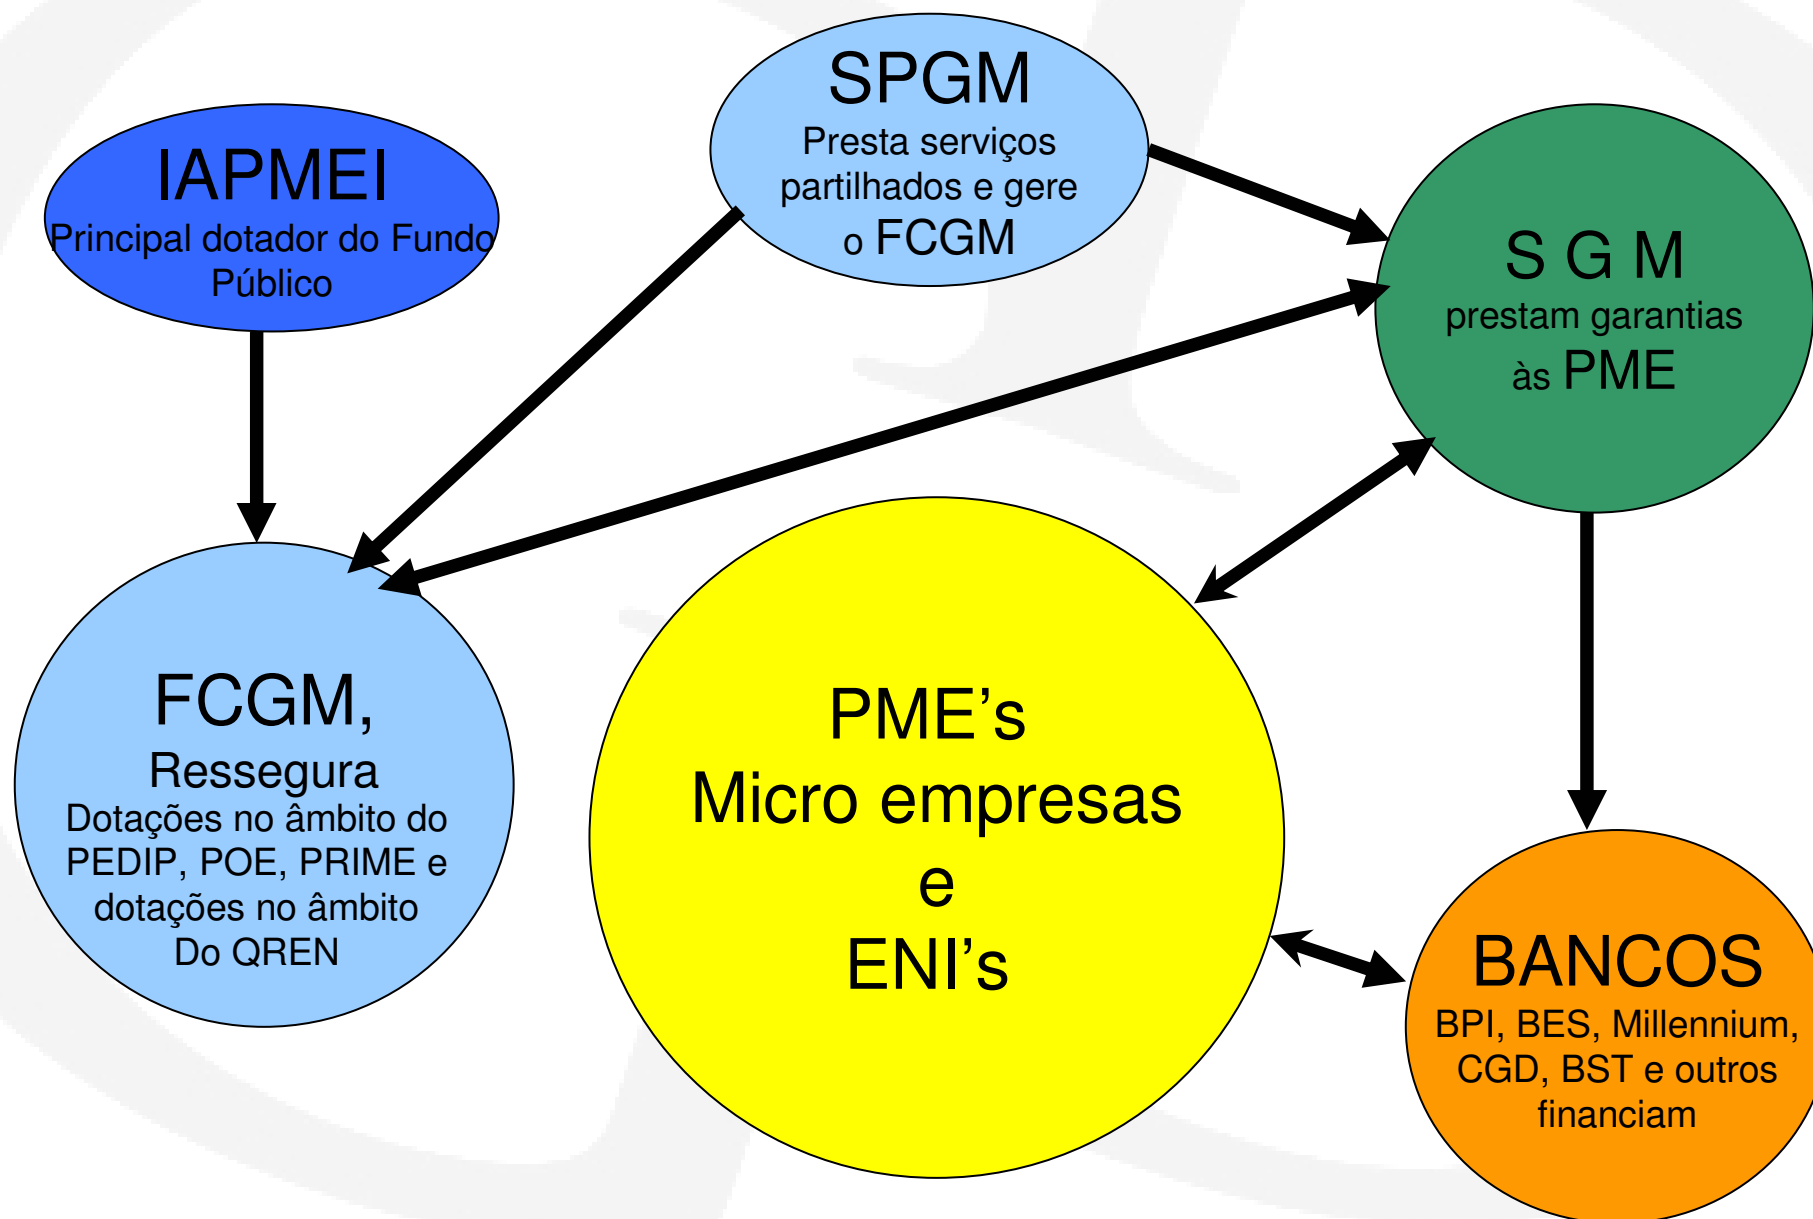 SPGM
Presta serviços
partilhados e gere
o FCGM
IAPMEI
Principal dotador do Fundo
Público
S G M
prestam garantias
às PME
FCGM,
Ressegura
Dotações no âmbito do
PEDIP, POE, PRIME e
dotações no âmbito
Do QREN
PME’s
Micro empresas
e
ENI’s
BANCOS
BPI, BES, Millennium,
CGD, BST e outros
financiam